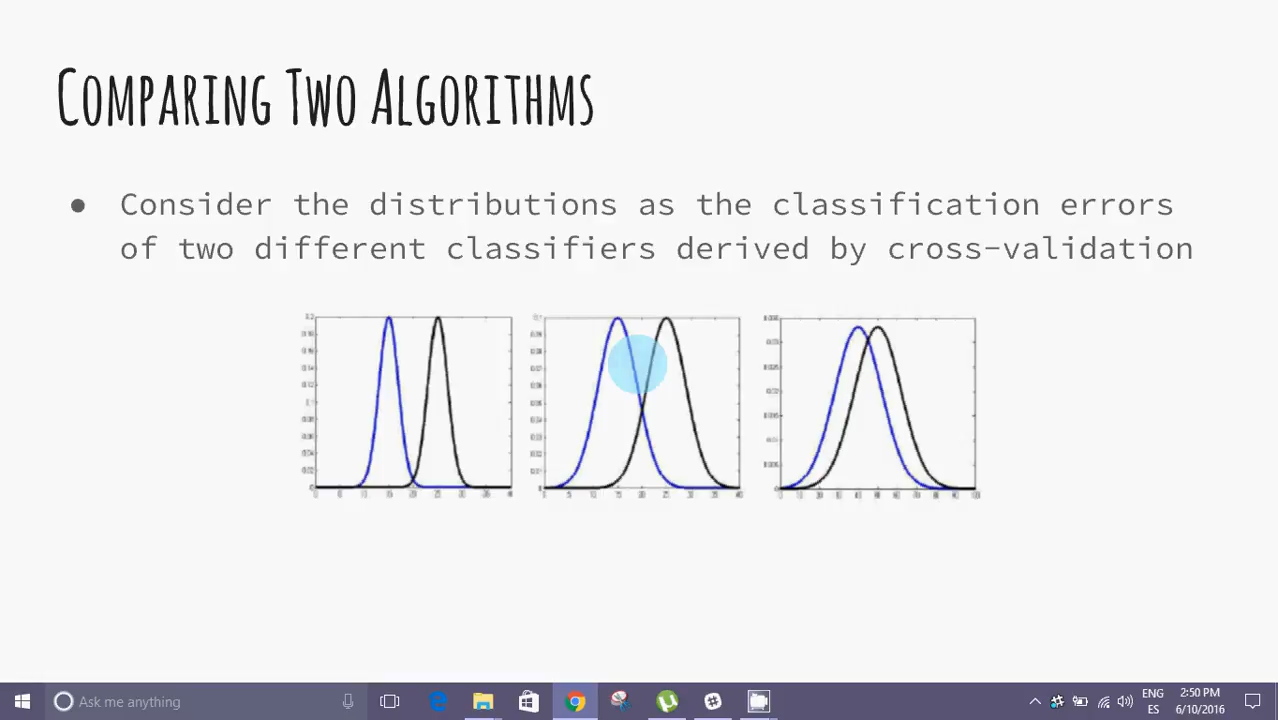 COMPARING TWO ALGORITHMS
● Consider the distributions as the classification errors
of two different classifiers derived by cross-validation
Ask me anything
ENG
ES
2:50 PM
6/10/2016